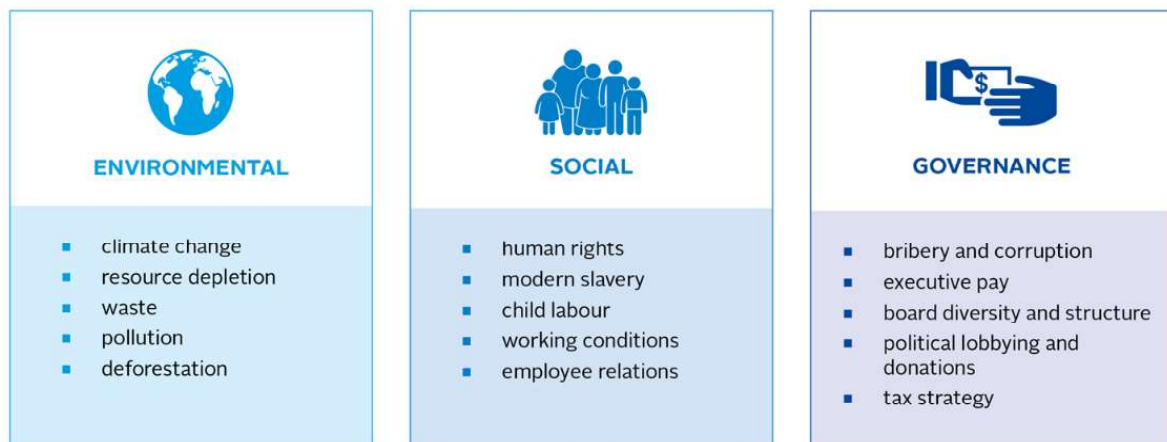 $
ENVIRONMENTAL
climate change
resource depletion
waste
pollution
deforestation
SOCIAL
human rights
modern slavery
child labour
working conditions
employee relations
GOVERNANCE
bribery and corruption
executive pay
board diversity and structure
political lobbying and
donations
tax strategy